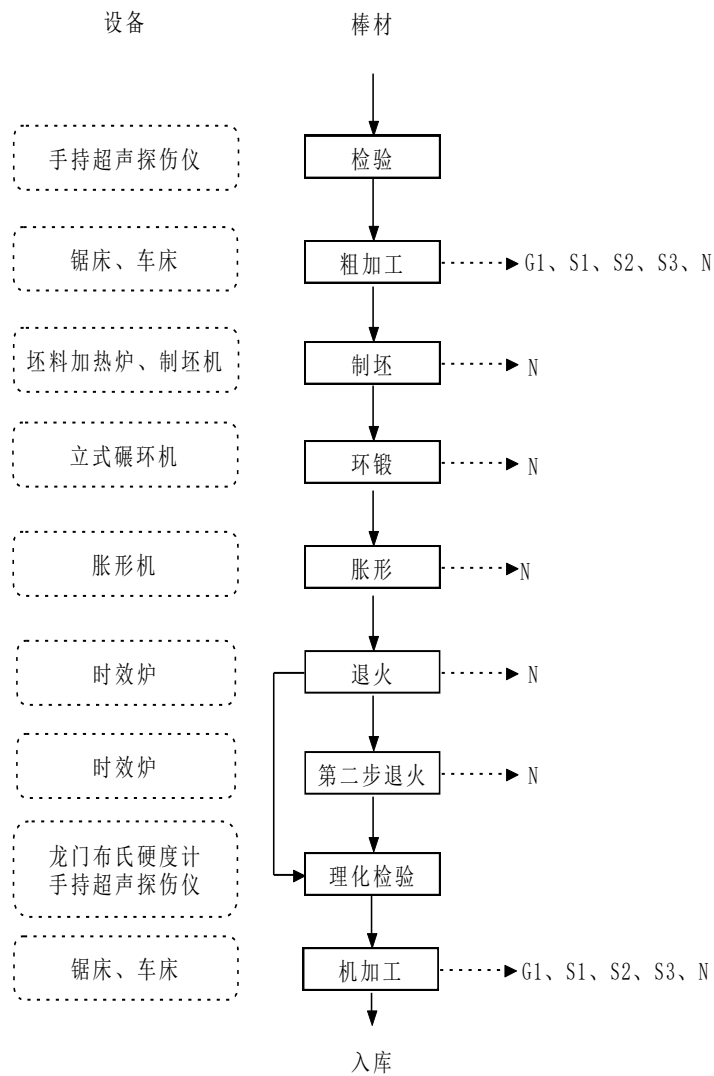 设备
棒材
手持超声探伤仪
检验
锯床、车床
粗加工
G1、S1、S2、S3、N
坯料加热炉、制坯机
制坯
N
立式碾环机
环锻
N
胀形机
胀形
N
时效炉
退火
N
时效炉
第二步退火
N
龙门布氏硬度计
手持超声探伤仪
理化检验
锯床、车床
机加工
G1、S1、S2、S3、N
入库